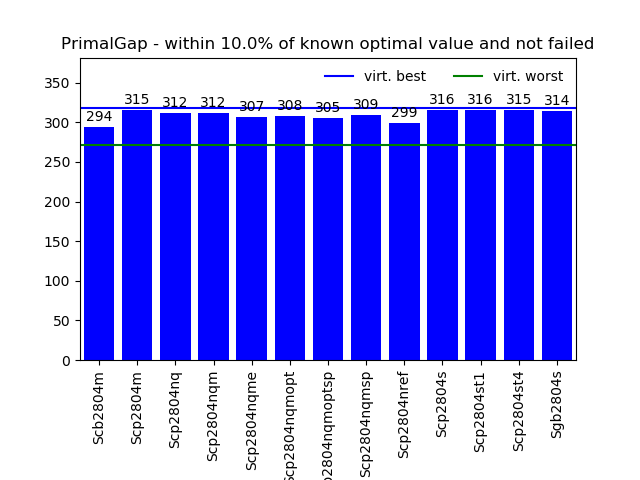 PrimalGap - within 10.0% of known optimal value and not failed
virt. best
virt. worst
350
300
250
200
150
100
50
0
294
315
312
312
307
308
305
309
299
316
316
315
314
Scb2804m
Scp2804m
Scp2804nq
Scp2804nqm
Scp2804nqme
Scp2804nqmopt
p2804nqmoptsp
Scp2804nqmsp
Scp2804nref
Scp2804s
Scp2804st1
Scp2804st4
Sgb2804s